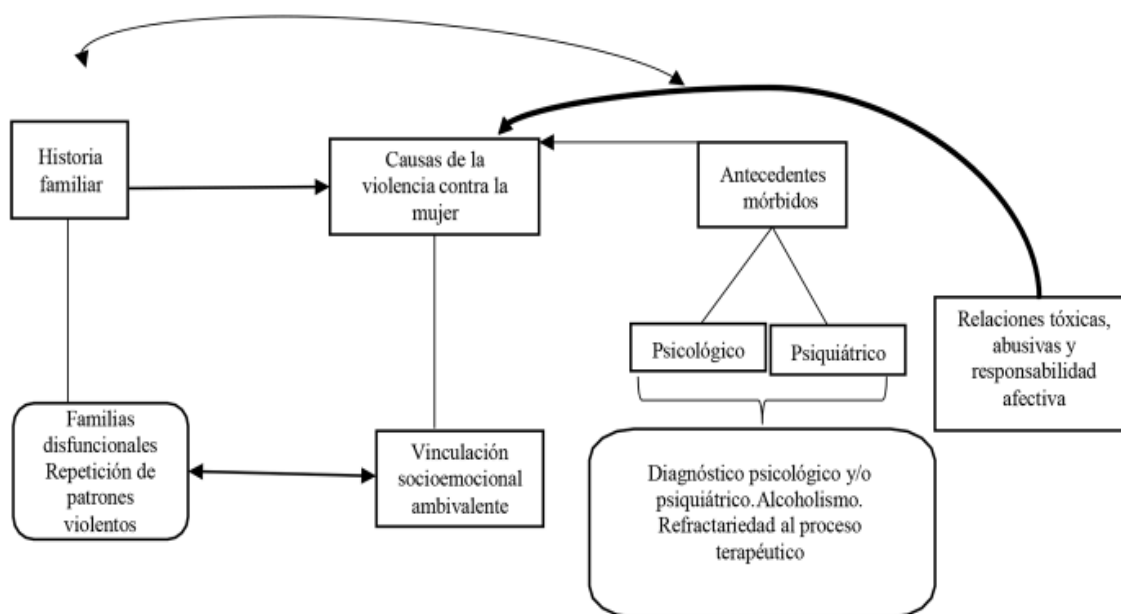 Historia
familiar
Causas de la
violencia contra la
mujer
Antecedentes
mórbidos
Psicológico
Psiquiátrico
Relaciones tóxicas,
abusivas y
responsabilidad
afectiva
Familias
disfuncionales
Repetición de
patrones
violentos
Vinculación
socioemocional
ambivalente
Diagnóstico psicológico y/o
psiquiátrico.Alcoholismo.
Refractariedad al proceso
terapéutico